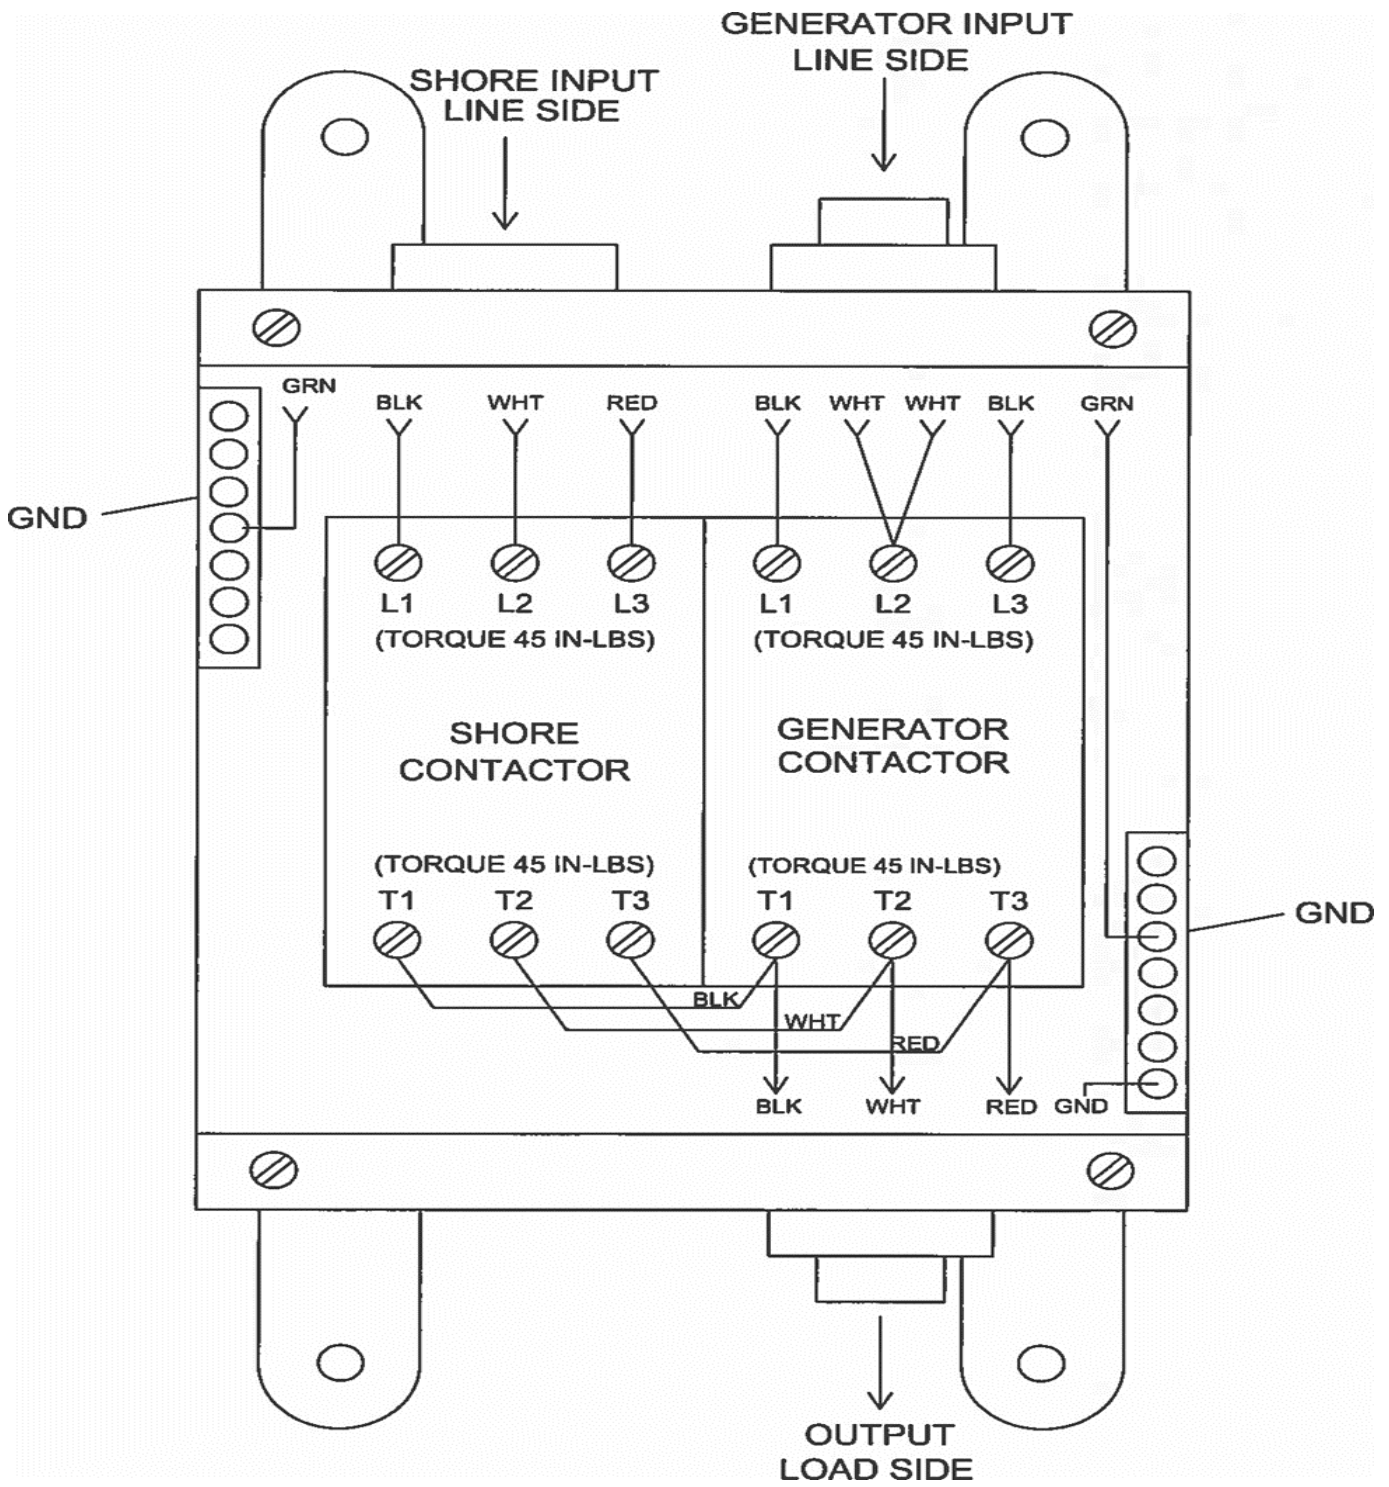 GENERATOR INPUT
LINE SIDE
SHORE INPUT
LINE SIDE
GRN
BLK WHT RED BLK WHT WHT BLK GRN
GND
L1 L2 L3 L1 L2 L3
(TORQUE 45 IN-LBS) (TORQUE 45 IN-LBS)
SHORE
CONTACTOR
GENERATOR
CONTACTOR
(TORQUE 45 IN-LBS) (TORQUE 45 IN-LBS)
T1 T2 T3 T1 T2 T3
GND
BLK
WHT
RED
BLK WHT RED GND
OUTPUT
LOAD SIDE